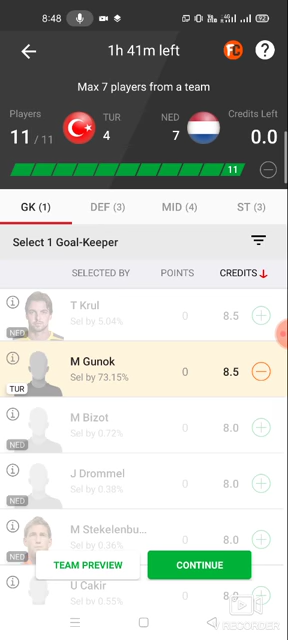 8:48
1h 41m left
FC
?
Max 7 players from a team
Players
TUR
NED
Credits Left
11 / 11
4
7
0.0
11
GK (1)
DEF (3)
MID (4)
ST (3)
Select 1 Goal-Keeper
SELECTED BY
POINTS
CREDITS
T Krul
Sel by 5.04%
0
8.5
NED
M Gunok
Sel by 73.15%
0
8.5
TUR
M Bizot
Sel by 0.72%
0
8.0
NED
J Drommel
Sel by 0.38%
0
8.0
NED
M Stekelenbu...
Sel by 0.36%
0
8.0
NED
TEAM PREVIEW
CONTINUE
U Cakir
Sel by 0.55%
0
8.0
RECORDER